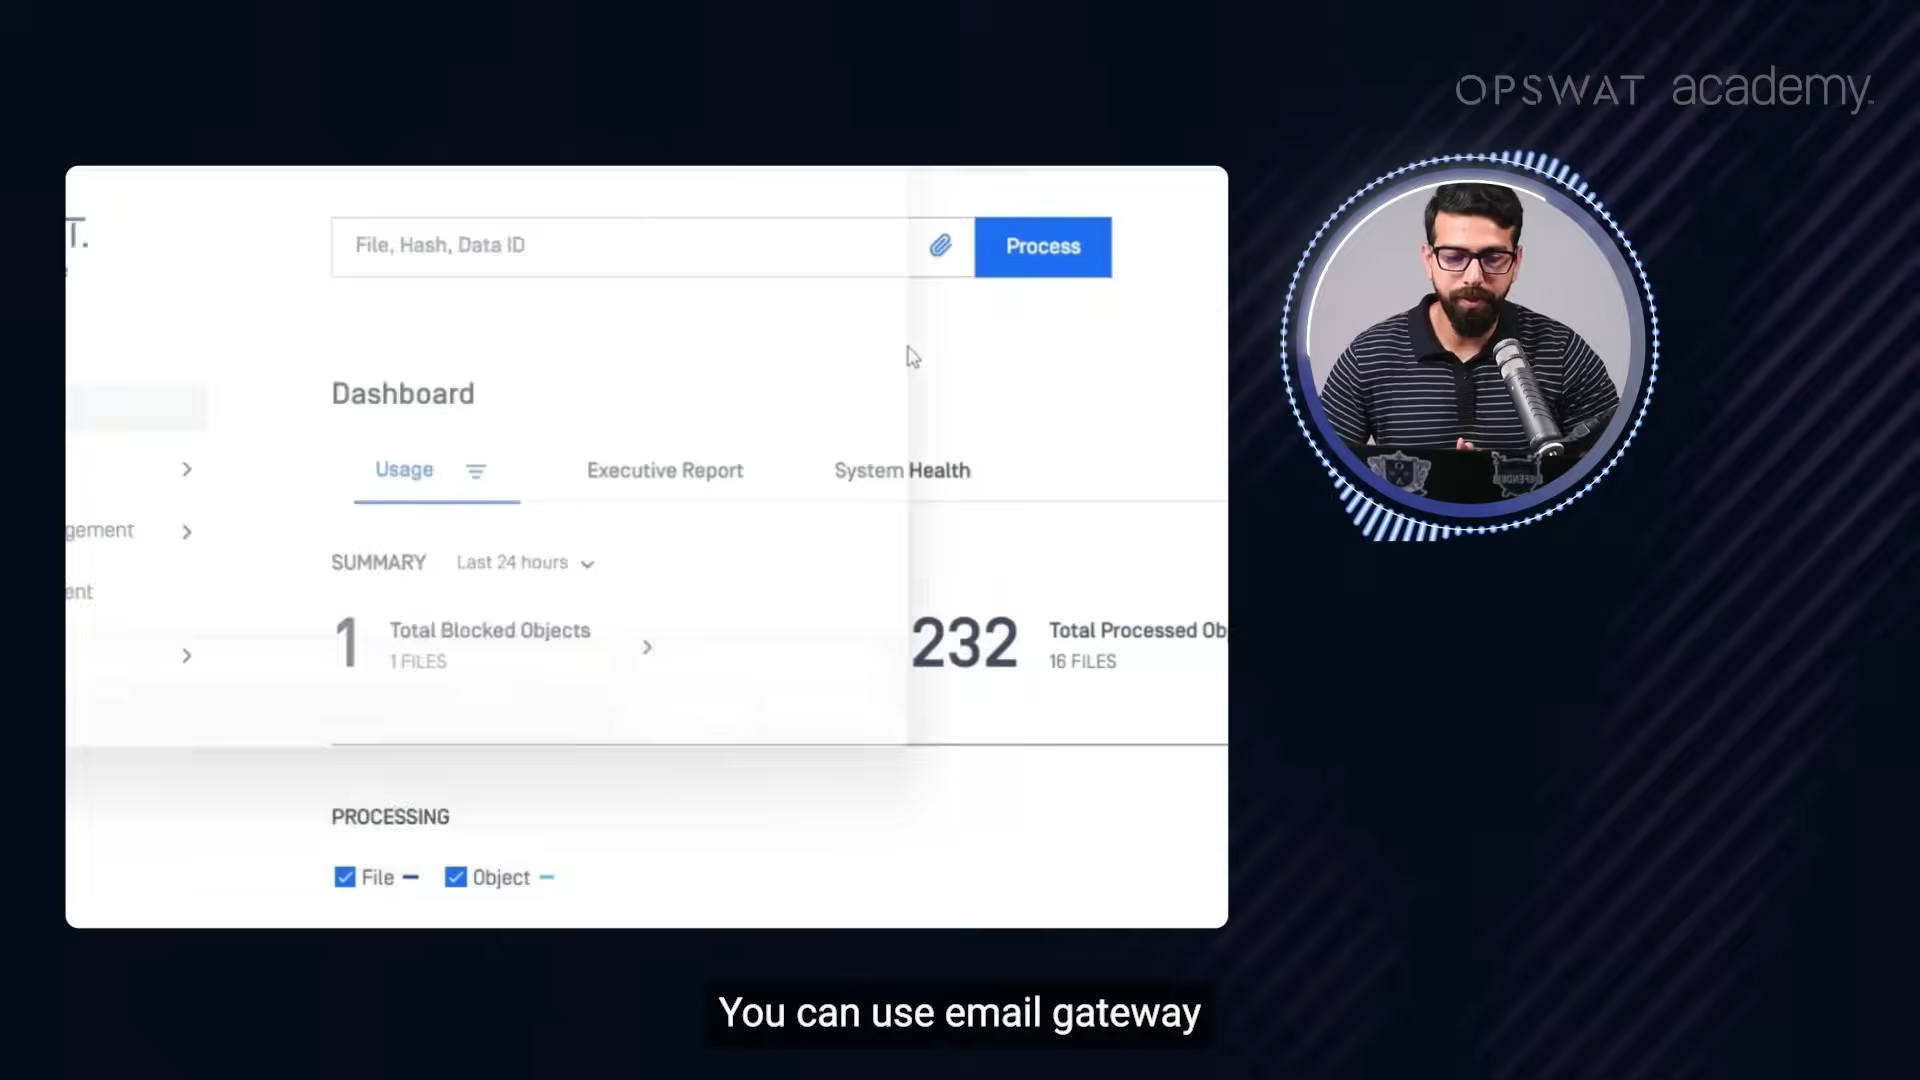 OPSWAT academy
T.
File, Hash, Data ID
Process
Dashboard
Usage
Executive Report
System Health
gement
ent
SUMMARY
Last 24 hours
1
Total Blocked Objects
1 FILES
232
Total Processed Ob
16 FILES
PROCESSING
File
Object
You can use email gateway